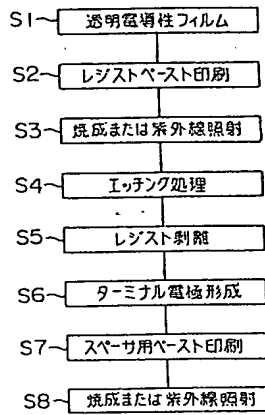 S1 透明電導性フィルム
S2 レジストペースト印刷
S3 焼成または紫外線照射
S4 エッチング処理
S5 レジスト剥離
S6 ターミナル電極形成
S7 スペーサ用ペースト印刷
S8 焼成または紫外線照射